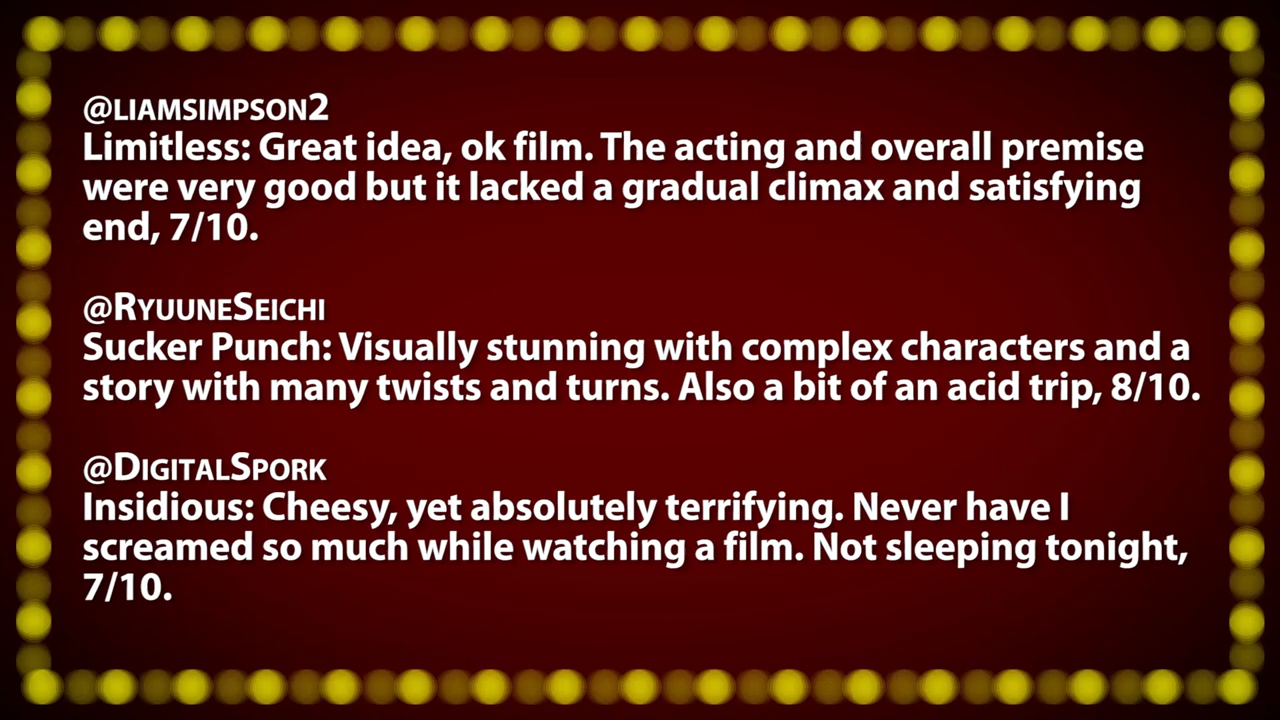 @LIAMSIMPSON2
Limitless: Great idea, ok film. The acting and overall premise
were very good but it lacked a gradual climax and satisfying
end, 7/10.
@RYUUNESEICHI
Sucker Punch: Visually stunning with complex characters and a
story with many twists and turns. Also a bit of an acid trip, 8/10.
@DIGITALSPORK
Insidious: Cheesy, yet absolutely terrifying. Never have I
screamed so much while watching a film. Not sleeping tonight,
7/10.